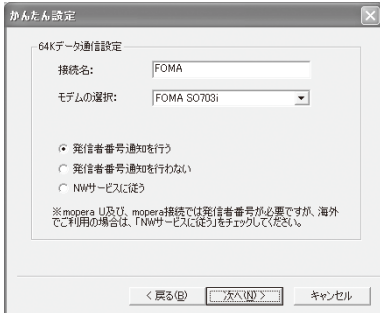 かんたん設定
64Kデータ通信設定
接続名: FOMA
モデムの選択: FOMA SO703i
発信者番号通知を行う
発信者番号通知を行わない
NWサービスに従う
※mopera U及び、mopera接続では発信者番号が必要ですが、海外
でご利用の場合は、「NWサービスに従う」をチェックしてください。
< 戻る(B) 次へ(N) > キャンセル